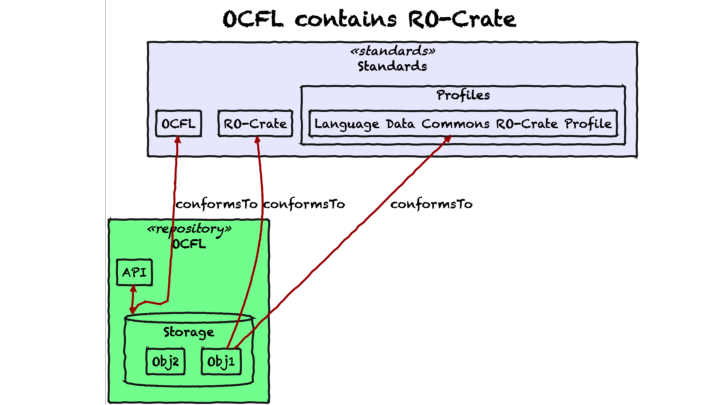 OCFL contains RO-Crate
«standards»
Standards
Profiles
OCFL
RO-Crate
Language Data Commons RO-Crate Profile
conformsTo
conformsTo
conformsTo
«repository»
OCFL
API
Storage
Obj2
Obj1